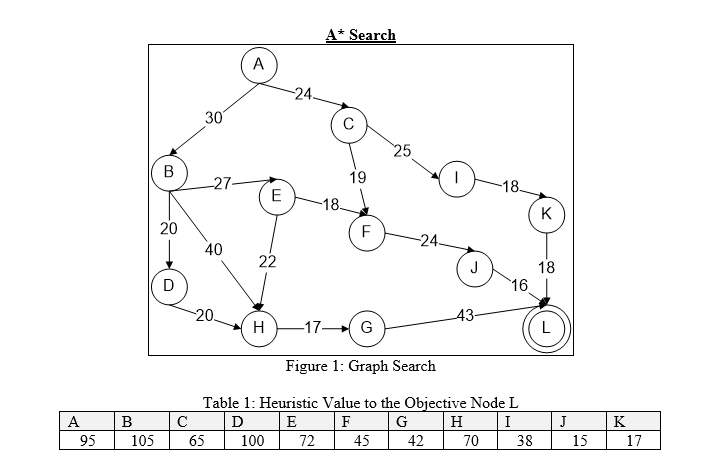 A* Search
A
24
30
C
25
B
19
I
27
18
E
18
K
20
F
40
24
22
J
18
D
16
20
43
H
17
G
L
Figure 1: Graph Search
Table 1: Heuristic Value to the Objective Node L
A B C D E F G H I J K
95 105 65 100 72 45 42 70 38 15 17